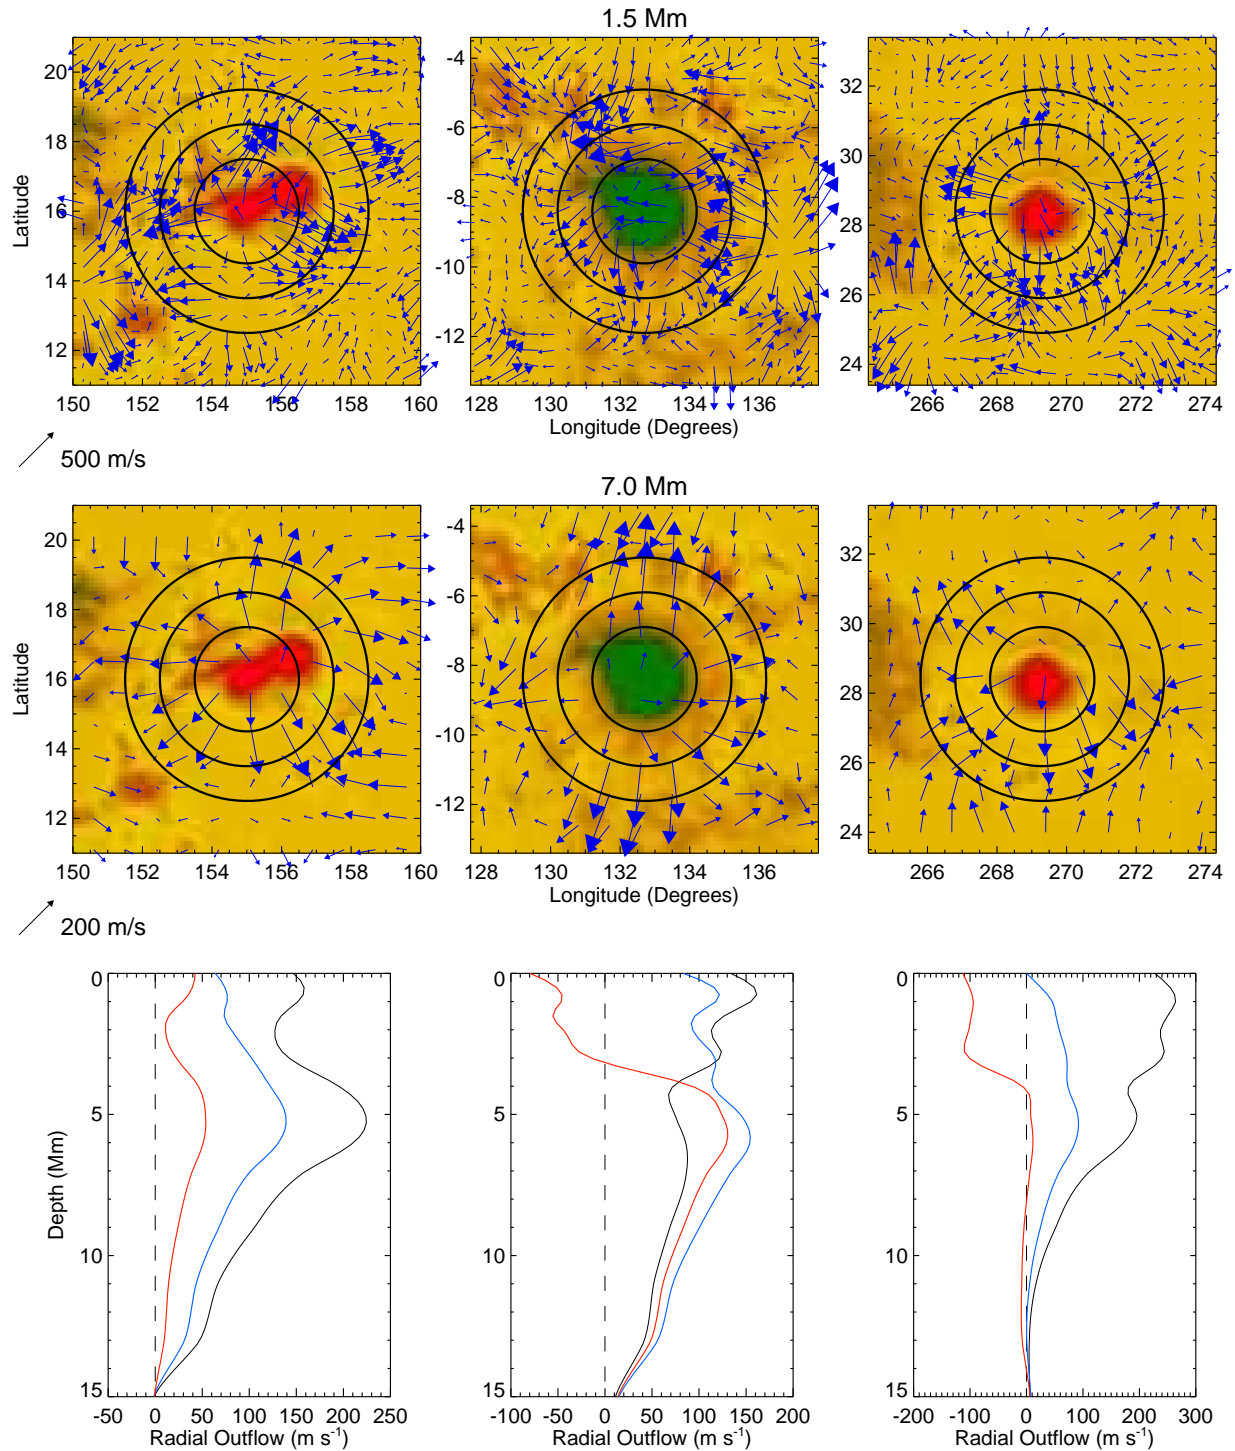 1.5 Mm
20
18
16
14
12
Latitude
150 152 154 156 158 160
-4
-6
-8
-10
-12
128 130 132 134 136
Longitude (Degrees)
32
30
28
26
24
266 268 270 272 274
500 m/s
7.0 Mm
20
18
16
14
12
Latitude
150 152 154 156 158 160
-4
-6
-8
-10
-12
128 130 132 134 136
Longitude (Degrees)
32
30
28
26
24
266 268 270 272 274
200 m/s
0
5
10
15
Depth (Mm)
-50 0 50 100 150 200 250
Radial Outflow (m s⁻¹)
0
5
10
15
-100 -50 0 50 100 150 200
Radial Outflow (m s⁻¹)
0
5
10
15
-200 -100 0 100 200 300
Radial Outflow (m s⁻¹)